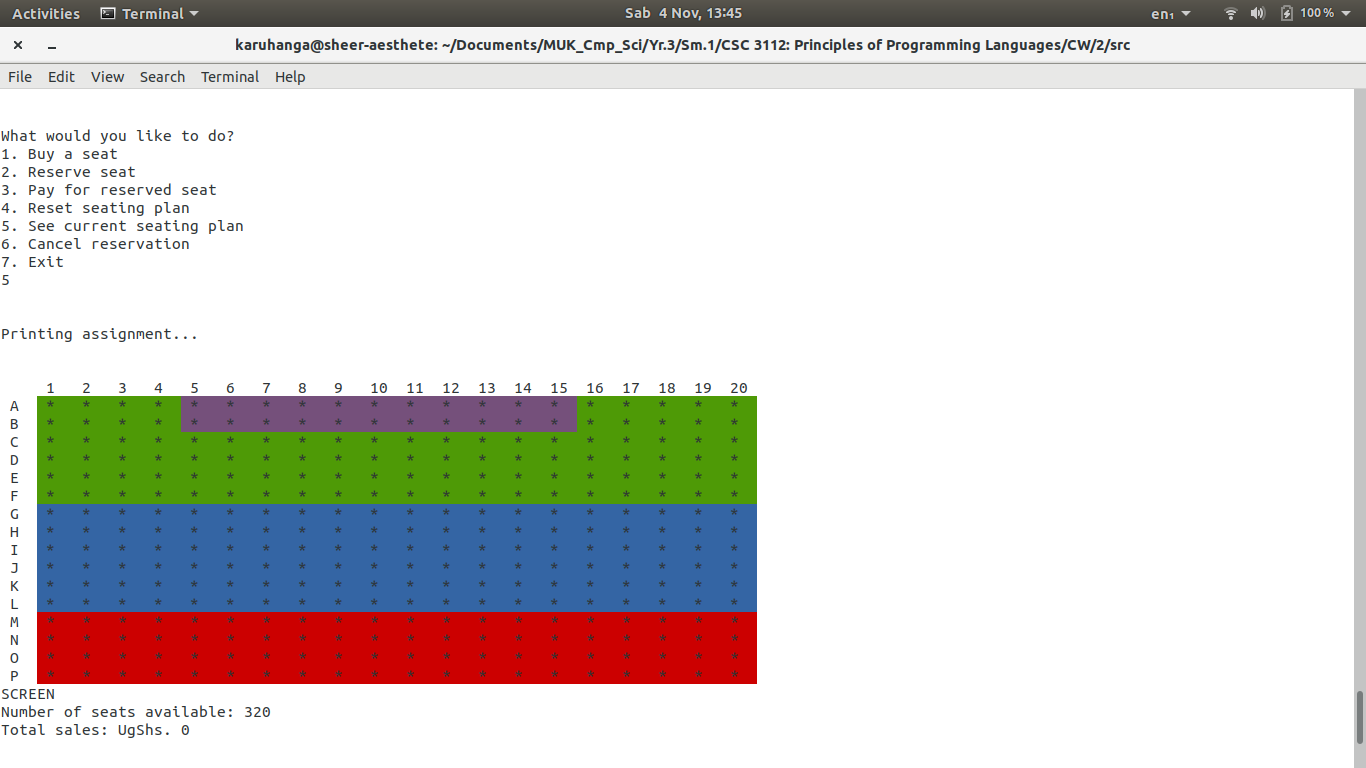 Activities Terminal Sab 4 Nov, 13:45 en₁ 100%
karuhanga@sheer-aesthete: ~/Documents/MUK_Cmp_Sci/Yr.3/Sm.1/CSC 3112: Principles of Programming Languages/CW/2/src
File Edit View Search Terminal Help
What would you like to do?
1. Buy a seat
2. Reserve seat
3. Pay for reserved seat
4. Reset seating plan
5. See current seating plan
6. Cancel reservation
7. Exit
5
Printing assignment...
1 2 3 4 5 6 7 8 9 10 11 12 13 14 15 16 17 18 19 20
A * * * * * * * * * * * * * * * * * * * *
B * * * * * * * * * * * * * * * * * * * *
C * * * * * * * * * * * * * * * * * * * *
D * * * * * * * * * * * * * * * * * * * *
E * * * * * * * * * * * * * * * * * * * *
F * * * * * * * * * * * * * * * * * * * *
G * * * * * * * * * * * * * * * * * * * *
H * * * * * * * * * * * * * * * * * * * *
I * * * * * * * * * * * * * * * * * * * *
J * * * * * * * * * * * * * * * * * * * *
K * * * * * * * * * * * * * * * * * * * *
L * * * * * * * * * * * * * * * * * * * *
M * * * * * * * * * * * * * * * * * * * *
N * * * * * * * * * * * * * * * * * * * *
O * * * * * * * * * * * * * * * * * * * *
P * * * * * * * * * * * * * * * * * * * *
SCREEN
Number of seats available: 320
Total sales: UgShs. 0